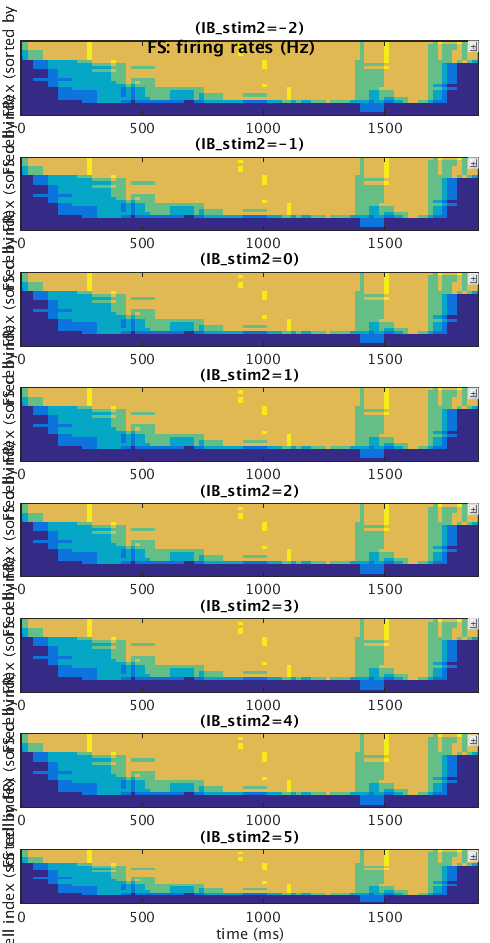 (IB_stim2=-2)
FS: firing rates (Hz)
0 500 1000 1500
(IB_stim2=-1)
0 500 1000 1500
(IB_stim2=0)
0 500 1000 1500
(IB_stim2=1)
0 500 1000 1500
(IB_stim2=2)
0 500 1000 1500
(IB_stim2=3)
0 500 1000 1500
(IB_stim2=4)
0 500 1000 1500
(IB_stim2=5)
0 500 1000 1500
time (ms)